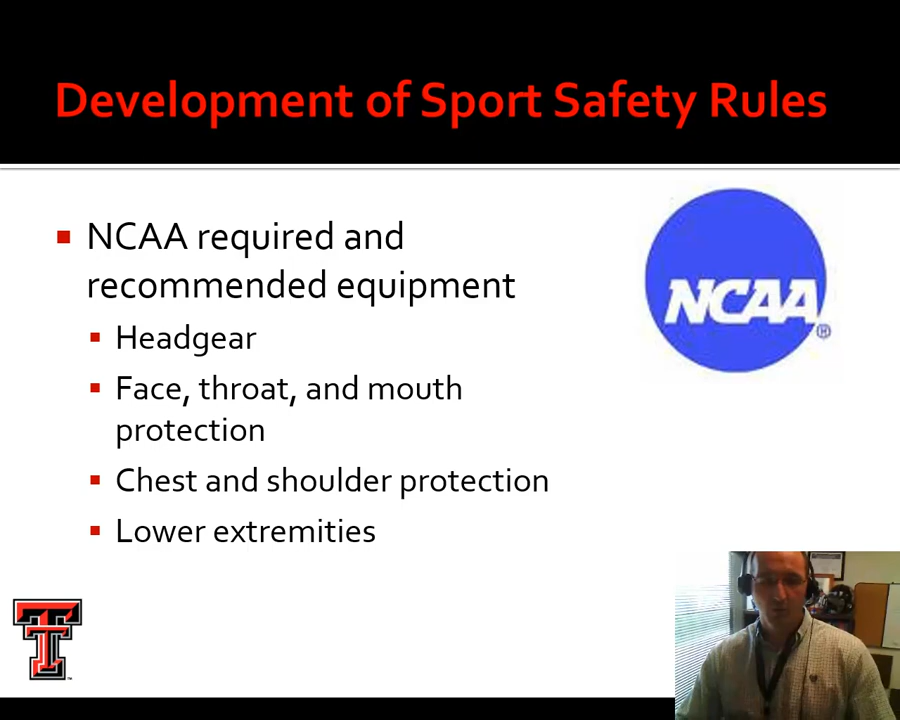 Development of Sport Safety Rules
NCAA required and
recommended equipment
Headgear
Face, throat, and mouth
protection
Chest and shoulder protection
Lower extremities
NCAA®
T™